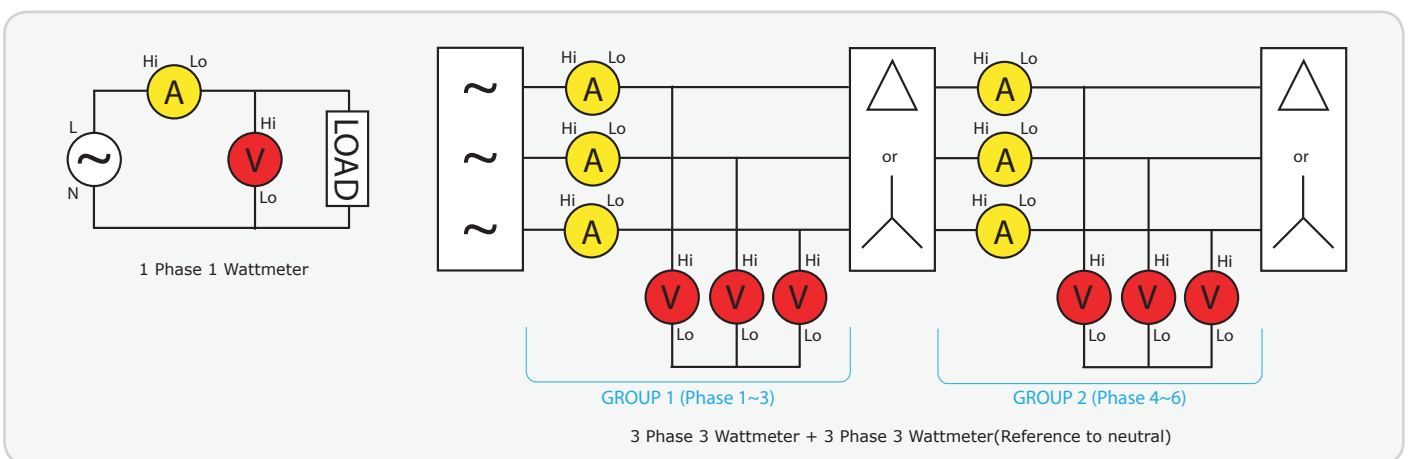 Hi Lo
A
L
N
~
Hi
V
Lo
LOAD
1 Phase 1 Wattmeter
~
~
~
Hi Lo
A
Hi Lo
A
Hi Lo
A
or
Hi Hi Hi
V V V
Lo Lo Lo
GROUP 1 (Phase 1~3)
Hi Lo
A
Hi Lo
A
Hi Lo
A
or
Hi Hi Hi
V V V
Lo Lo Lo
GROUP 2 (Phase 4~6)
3 Phase 3 Wattmeter + 3 Phase 3 Wattmeter(Reference to neutral)